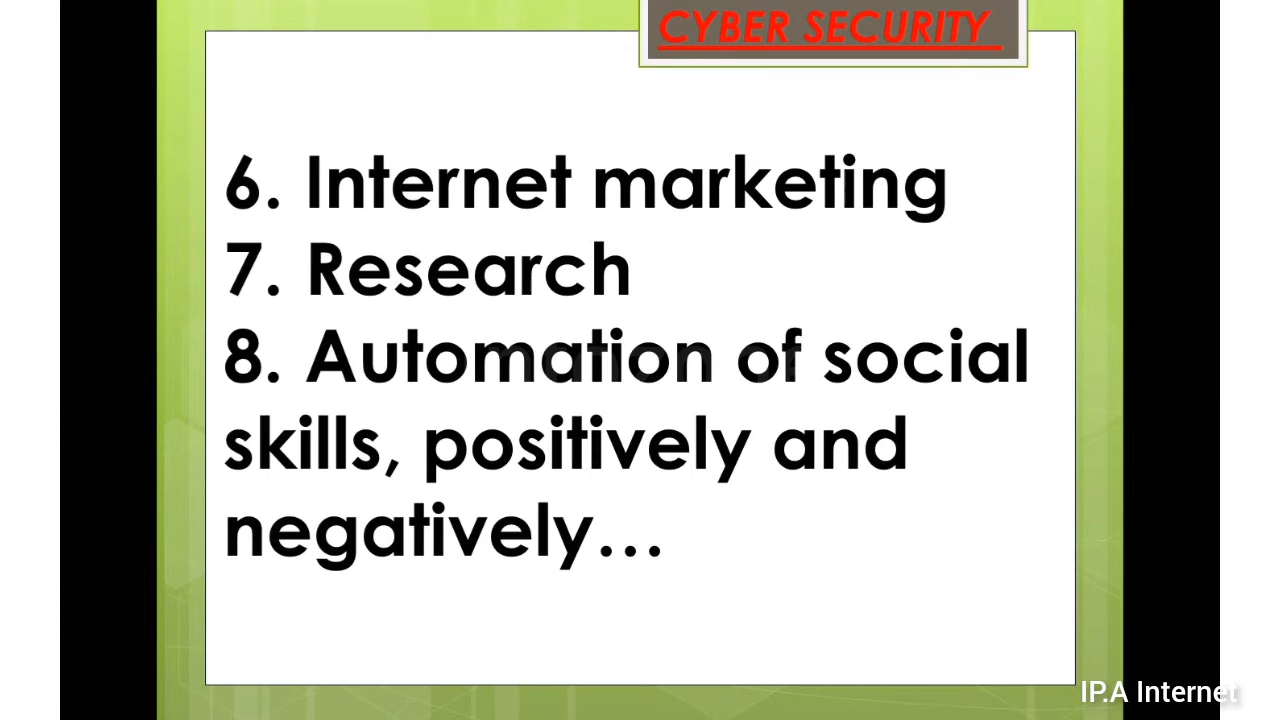 CYBER SECURITY
6. Internet marketing
7. Research
8. Automation of social
skills, positively and
negatively…
IP.A Internet